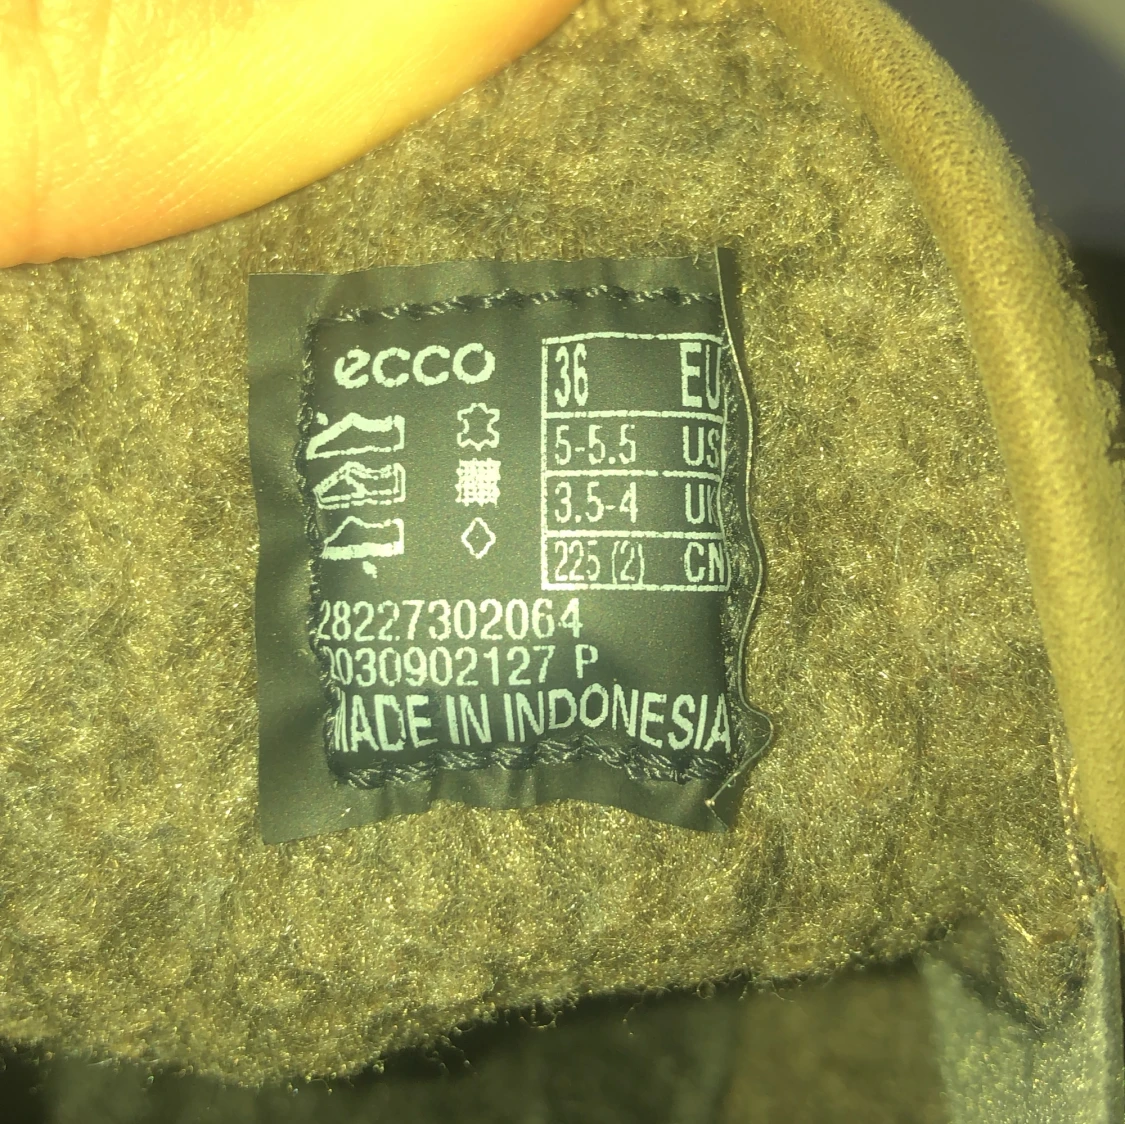 ecco
36 EU
5-5.5 US
3.5-4 UK
225 (2) CN
28227302064
2030902127 P
MADE IN INDONESIA